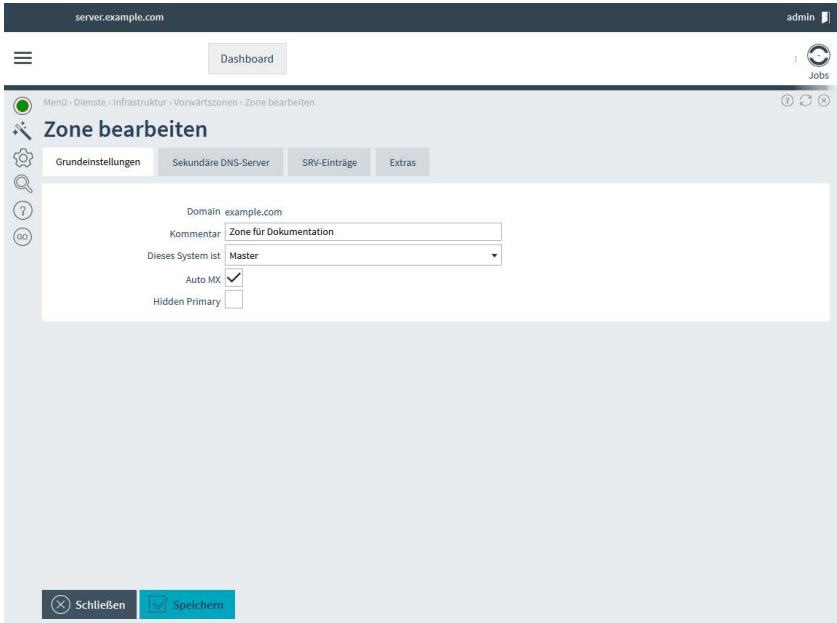 server.example.com
admin
Dashboard
Jobs
Menü › Dienste › Infrastruktur › Vorwärtszonen › Zone bearbeiten
Zone bearbeiten
Grundeinstellungen
Sekundäre DNS-Server
SRV-Einträge
Extras
Domain example.com
Kommentar Zone für Dokumentation
Dieses System ist Master
Auto MX
Hidden Primary
GO
Schließen
Speichern